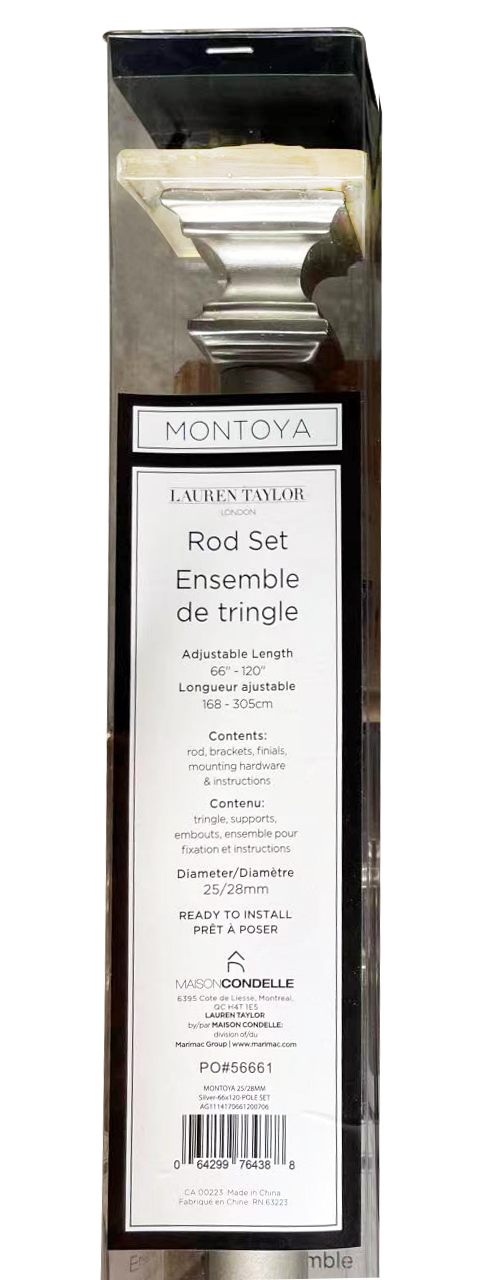 MONTOYA
LAUREN TAYLOR
LONDON
Rod Set
Ensemble
de tringle
Adjustable Length
66" - 120"
Longueur ajustable
168 - 305cm
Contents:
rod, brackets, finials,
mounting hardware
& instructions
Contenu:
tringle, supports,
embouts, ensemble pour
fixation et instructions
Diameter/Diamètre
25/28mm
READY TO INSTALL
PRÊT À POSER
MAISONCONDELLE
6395 Cote de Liesse, Montreal,
QC H4T 1E5
LAUREN TAYLOR
by/par MAISON CONDELLE:
division of/du
Marimac Group | www.marimac.com
PO#56661
MONTOYA 25/28MM
Silver-66x120-POLE SET
AG1114170661200706
0 64299 76438 8
CA 00223 Made in China
Fabriqué en Chine RN 63223
mble